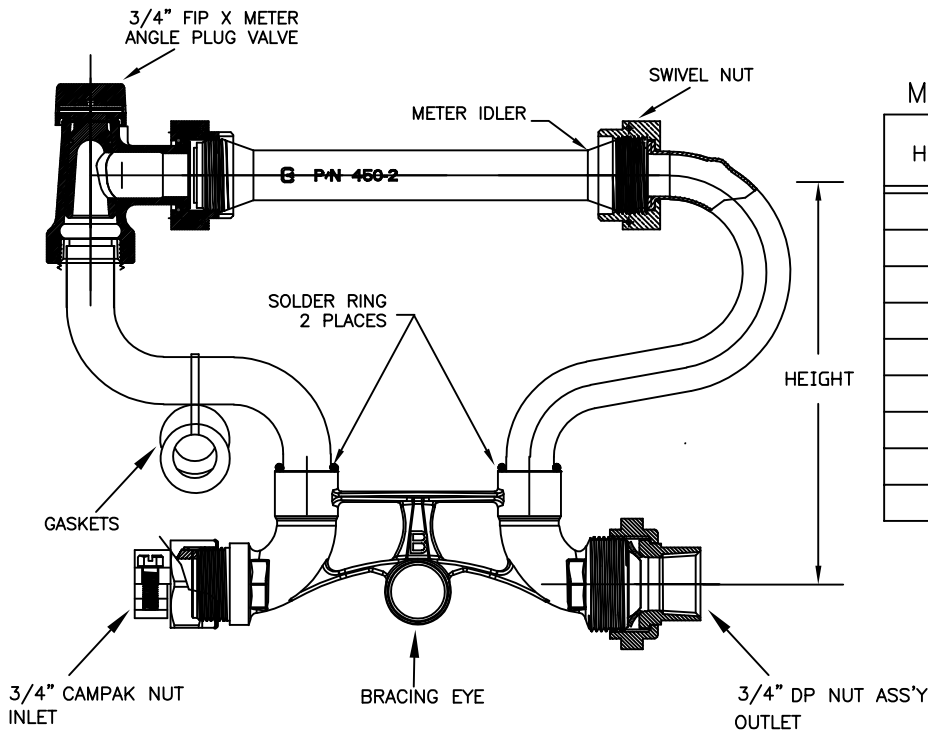 3/4" FIP X METER
ANGLE PLUG VALVE
SWIVEL NUT
METER IDLER
M
H
P/N 450-2
SOLDER RING
2 PLACES
HEIGHT
GASKETS
B
3/4" CAMPAK NUT
INLET
BRACING EYE
3/4" DP NUT ASS'Y
OUTLET